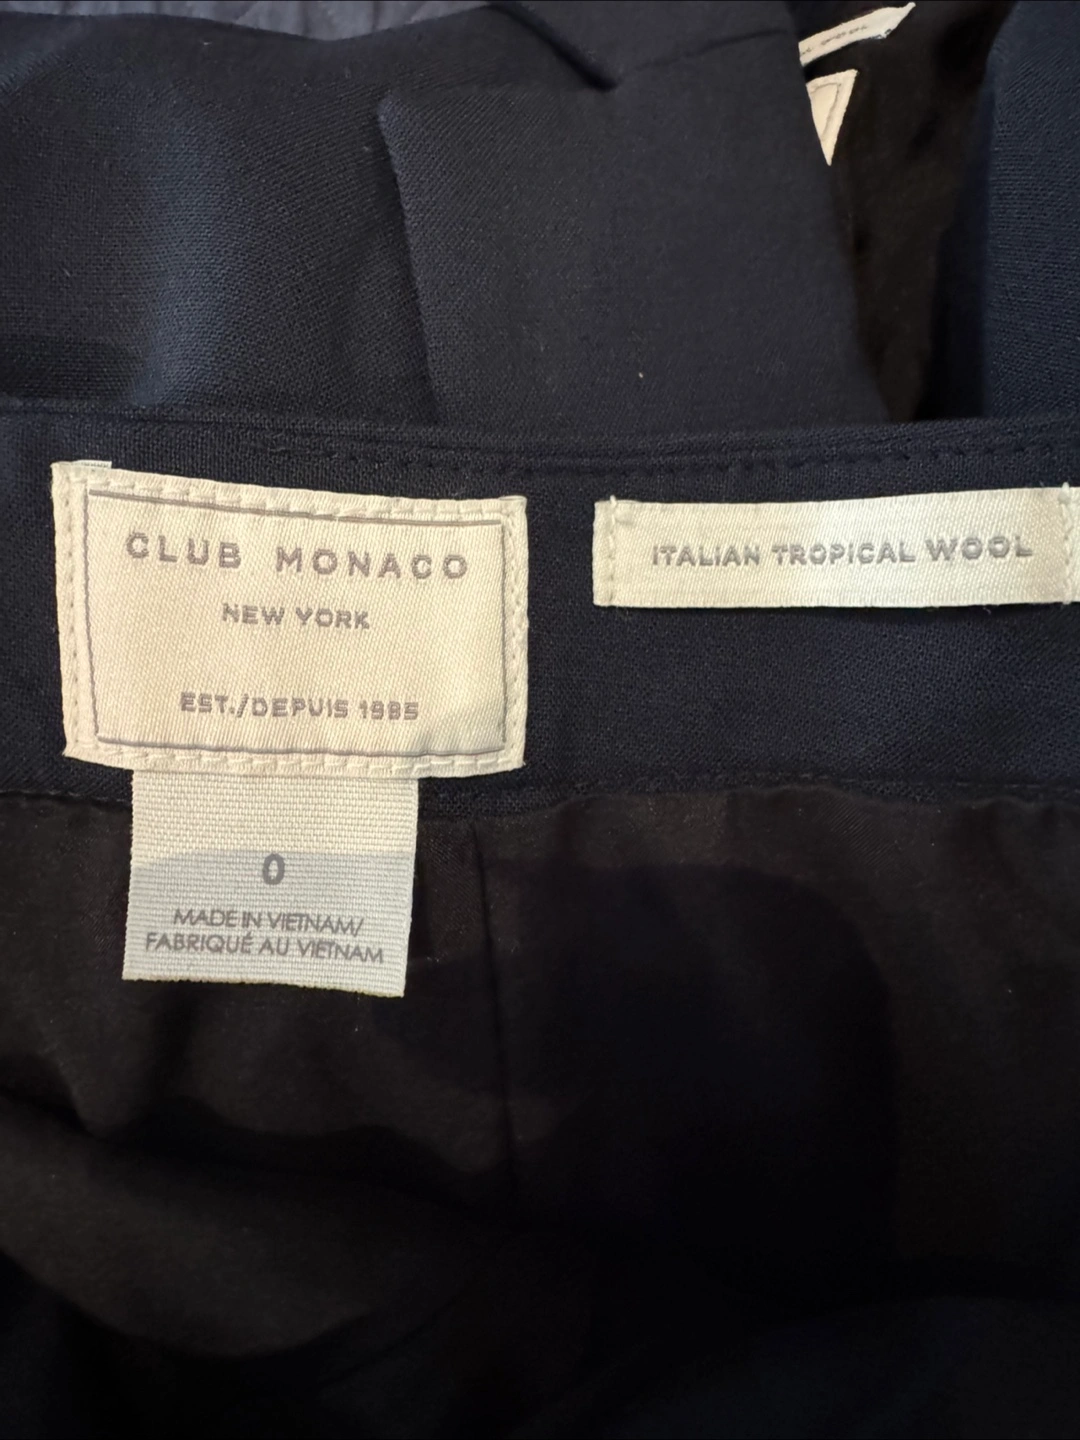 CLUB MONACO
NEW YORK
EST./DEPUIS 1985
ITALIAN TROPICAL WOOL
0
MADE IN VIETNAM/
FABRIQUÉ AU VIETNAM